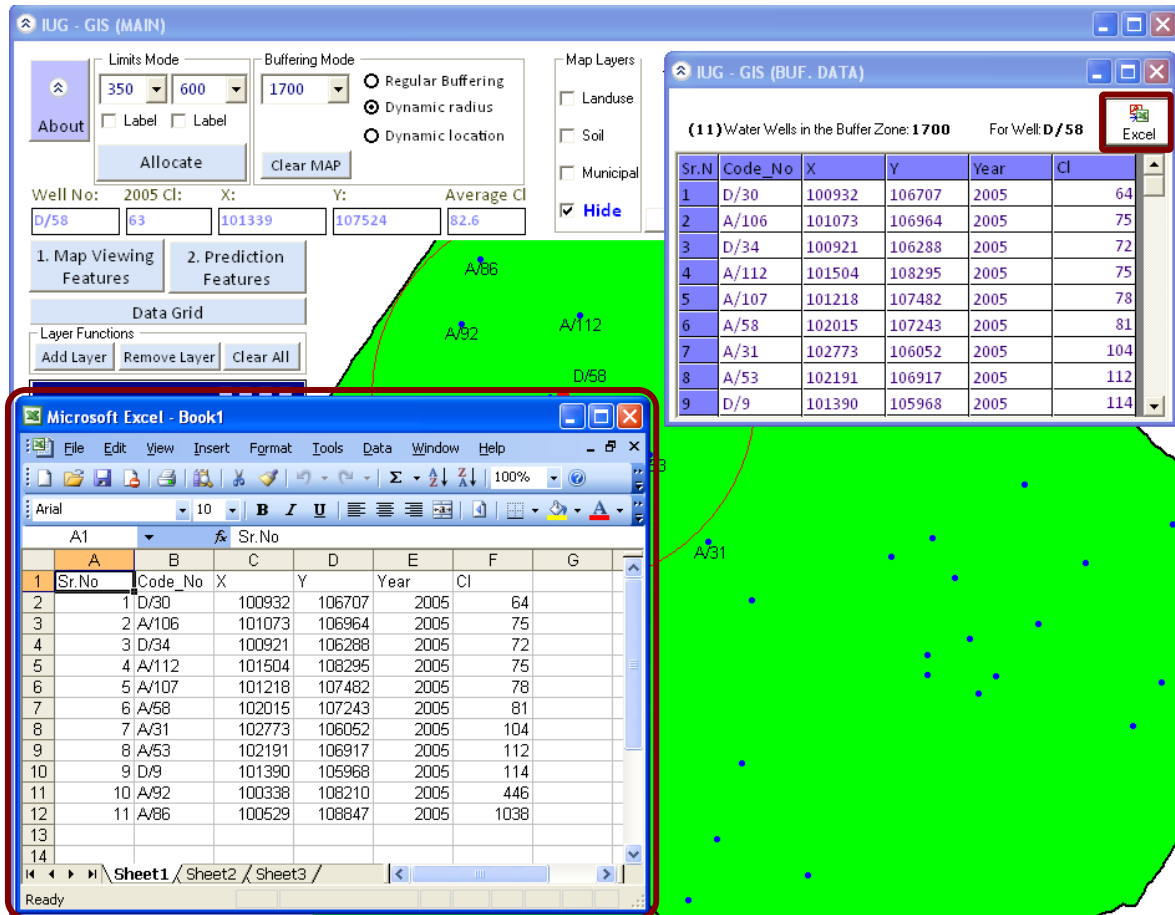 IUG - GIS (MAIN)
Limits Mode
Buffering Mode
Map Layers
350 600
1700
Regular Buffering
Dynamic radius
Dynamic location
About
Label Label
Allocate
Clear MAP
Landuse
Soil
Municipal
Hide
Well No: 2005 Cl: X: Y: Average Cl
D/58 63 101339 107524 82.6
1. Map Viewing Features
2. Prediction Features
Data Grid
Layer Functions
Add Layer Remove Layer Clear All
IUG - GIS (BUF. DATA)
(11)Water Wells in the Buffer Zone: 1700 For Well: D/58
Excel
Sr.N Code_No X Y Year Cl
1 D/30 100932 106707 2005 64
2 A/106 101073 106964 2005 75
3 D/34 100921 106288 2005 72
4 A/112 101504 108295 2005 75
5 A/107 101218 107482 2005 78
6 A/58 102015 107243 2005 81
7 A/31 102773 106052 2005 104
8 A/53 102191 106917 2005 112
9 D/9 101390 105968 2005 114
A/86
A/92
A/112
D/58
A/31
Microsoft Excel - Book1
File Edit View Insert Format Tools Data Window Help
100%
Arial 10 B I U
A1 fx Sr.No
A B C D E F G
1 Sr.No Code_No X Y Year Cl
2 1 D/30 100932 106707 2005 64
3 2 A/106 101073 106964 2005 75
4 3 D/34 100921 106288 2005 72
5 4 A/112 101504 108295 2005 75
6 5 A/107 101218 107482 2005 78
7 6 A/58 102015 107243 2005 81
8 7 A/31 102773 106052 2005 104
9 8 A/53 102191 106917 2005 112
10 9 D/9 101390 105968 2005 114
11 10 A/92 100338 108210 2005 446
12 11 A/86 100529 108847 2005 1038
13
14
Sheet1 Sheet2 Sheet3
Ready